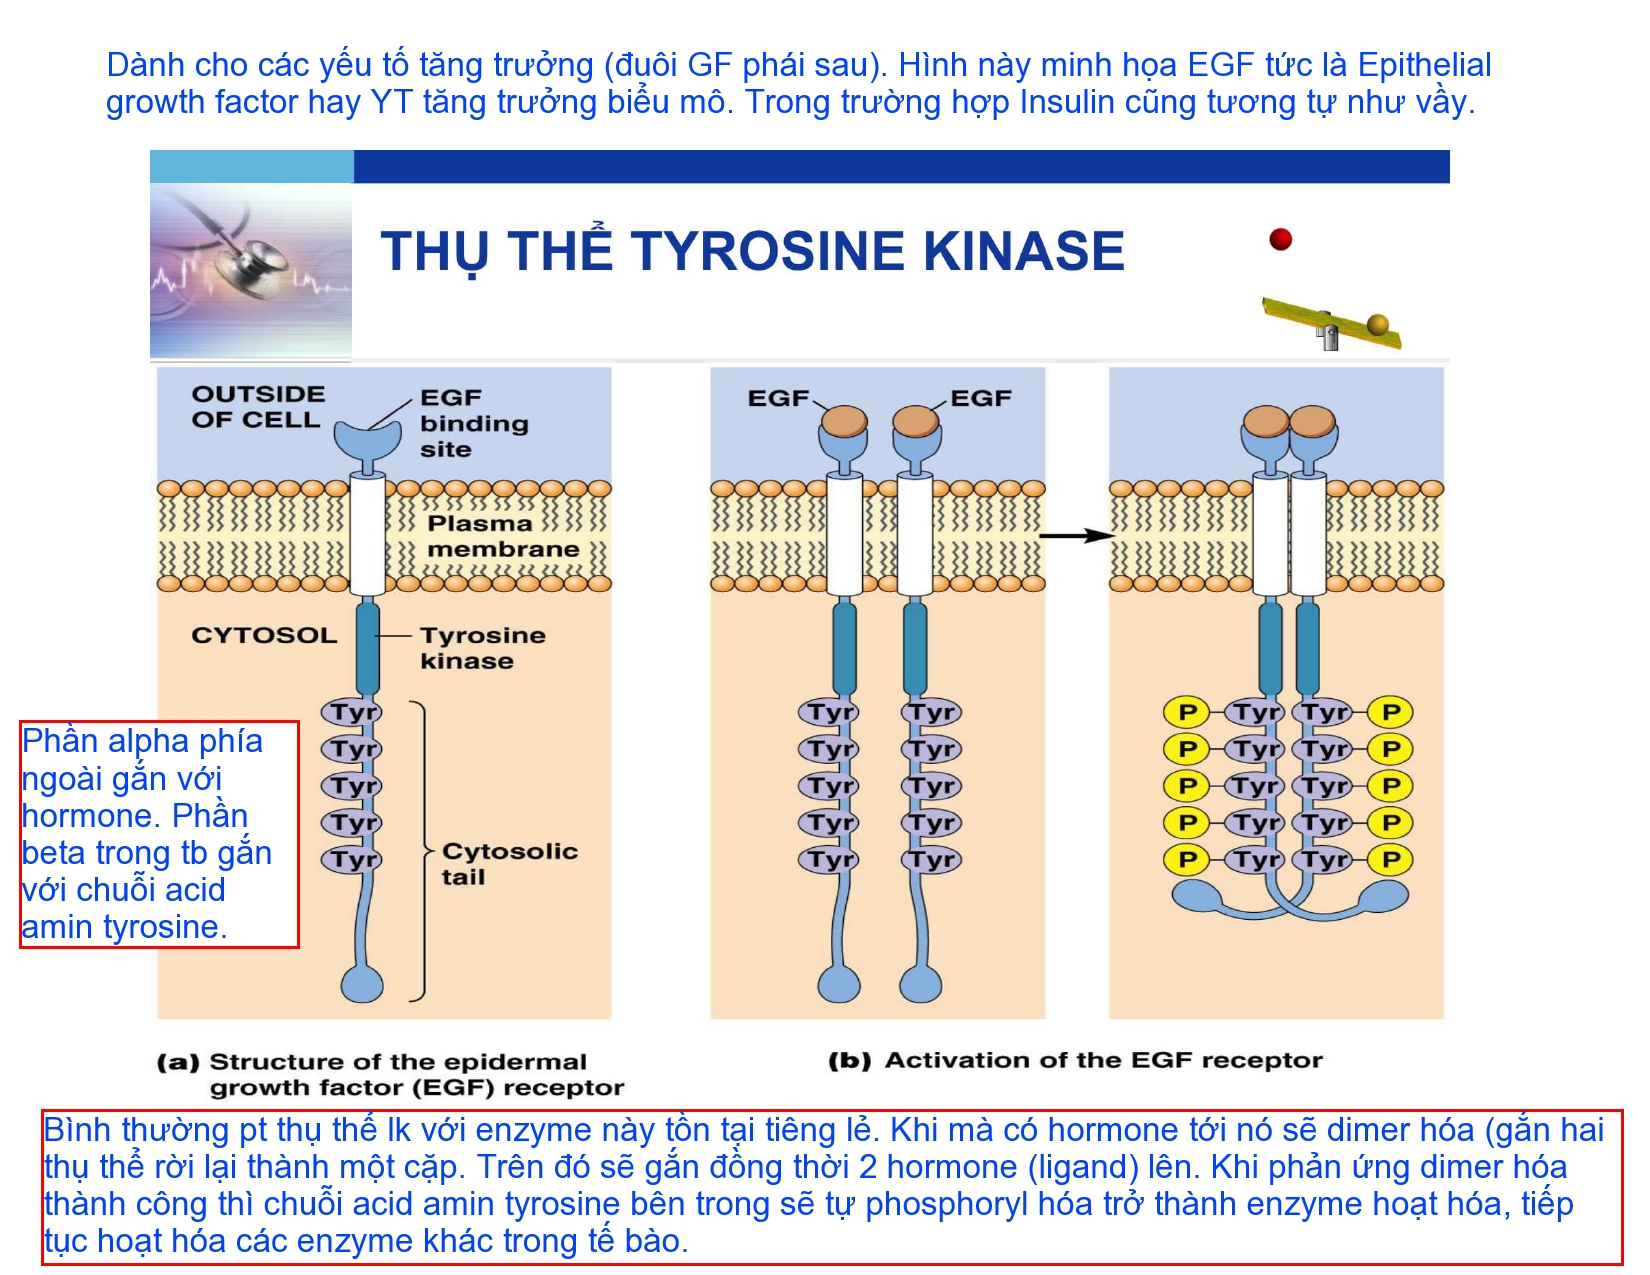 Dành cho các yếu tố tăng trưởng (đuôi GF phái sau). Hình này minh họa EGF tức là Epithelial
growth factor hay YT tăng trưởng biểu mô. Trong trường hợp Insulin cũng tương tự như vầy.
THỤ THỂ TYROSINE KINASE
OUTSIDE
OF CELL
EGF
binding
site
Plasma
membrane
CYTOSOL
Tyrosine
kinase
Tyr
Tyr
Tyr
Tyr
Tyr
Cytosolic
tail
EGF
EGF
Tyr Tyr
Tyr Tyr
Tyr Tyr
Tyr Tyr
Tyr Tyr
P Tyr Tyr P
P Tyr Tyr P
P Tyr Tyr P
P Tyr Tyr P
P Tyr Tyr P
Phần alpha phía
ngoài gắn với
hormone. Phần
beta trong tb gắn
với chuỗi acid
amin tyrosine.
(a) Structure of the epidermal
growth factor (EGF) receptor
(b) Activation of the EGF receptor
Bình thường pt thụ thế lk với enzyme này tồn tại tiêng lẻ. Khi mà có hormone tới nó sẽ dimer hóa (gắn hai
thụ thể rời lại thành một cặp. Trên đó sẽ gắn đồng thời 2 hormone (ligand) lên. Khi phản ứng dimer hóa
thành công thì chuỗi acid amin tyrosine bên trong sẽ tự phosphoryl hóa trở thành enzyme hoạt hóa, tiếp
tục hoạt hóa các enzyme khác trong tế bào.